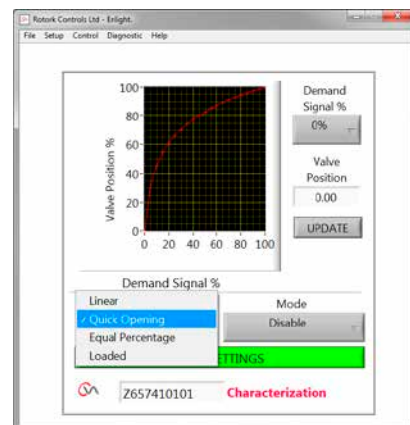 Rotork Controls Ltd - Enlight.
File Setup Control Diagnostic Help
100
80
60
40
20
0
Valve Position %
0 20 40 60 80 100
Demand Signal %
Demand
Signal %
0%
Valve
Position
0.00
UPDATE
Linear
✓ Quick Opening
Equal Percentage
Loaded
Mode
Disable
TTINGS
Z657410101 Characterization